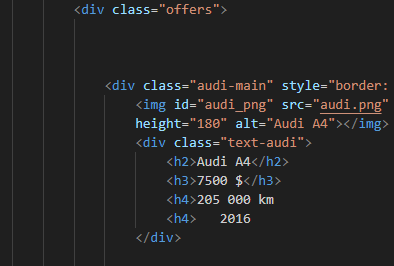 <div class="offers">
<div class="audi-main" style="border:
<img id="audi_png" src="audi.png"
height="180" alt="Audi A4"></img>
<div class="text-audi">
<h2>Audi A4</h2>
<h3>7500 $</h3>
<h4>205 000 km
<h4>   2016
</div>